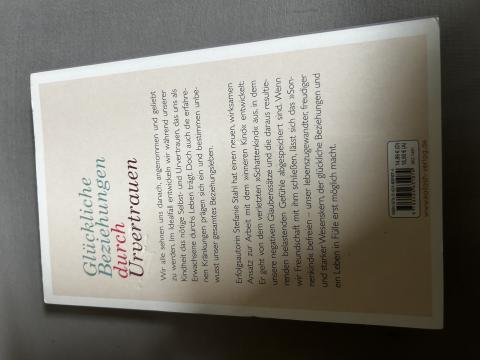 Glückliche
Beziehungen
durch
Urvertrauen
Wir alle sehnen uns danach, angenommen und geliebt
zu werden. Im Idealfall entwickeln wir während unserer
Kindheit das nötige Selbst- und Urvertrauen, das uns als
Erwachsene durchs Leben trägt. Doch auch die erfahre-
nen Kränkungen prägen sich ein und bestimmen unbe-
wusst unser gesamtes Beziehungsleben.
Erfolgsautorin Stefanie Stahl hat einen neuen, wirksamen
Ansatz zur Arbeit mit dem »inneren Kind« entwickelt:
Er geht von dem verletzten »Schattenkind« aus, in dem
unsere negativen Glaubenssätze und die daraus resultie-
renden belastenden Gefühle abgespeichert sind. Wenn
wir Freundschaft mit ihm schließen, lässt sich das »Son-
nenkind« befreien – unser lebenszugewandter, freudiger
und starker Wesenskern, der glückliche Beziehungen und
ein Leben in Fülle erst möglich macht.